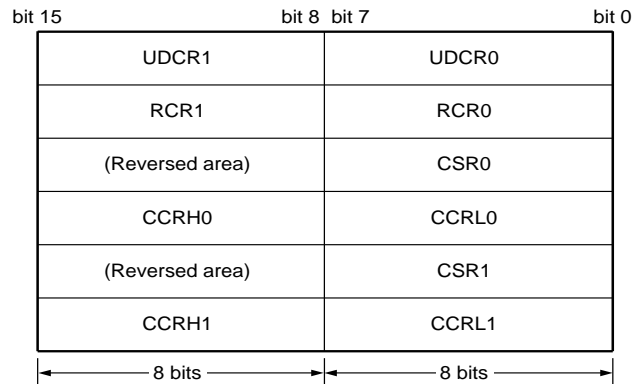 bit 15 bit 8 bit 7 bit 0
UDCR1 UDCR0
RCR1 RCR0
(Reversed area) CSR0
CCRH0 CCRL0
(Reversed area) CSR1
CCRH1 CCRL1
8 bits 8 bits